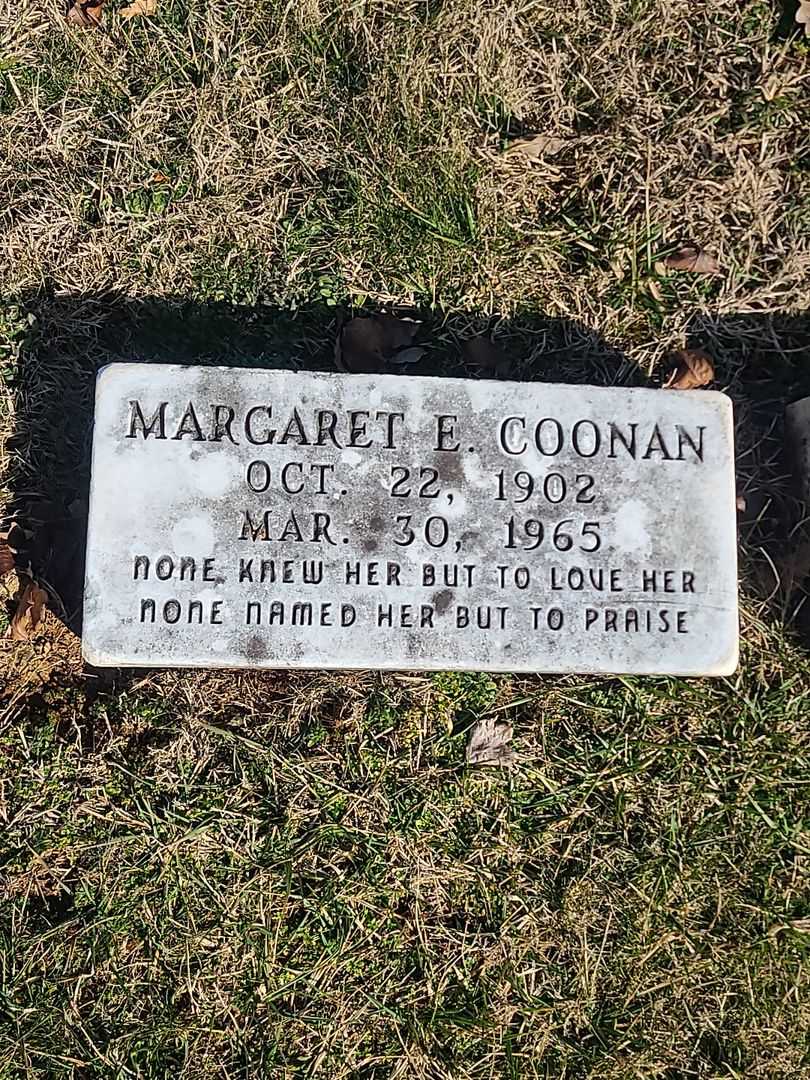 MARGARET E. COONAN
OCT. 22, 1902
MAR. 30, 1965
NONE KNEW HER BUT TO LOVE HER
NONE NAMED HER BUT TO PRAISE